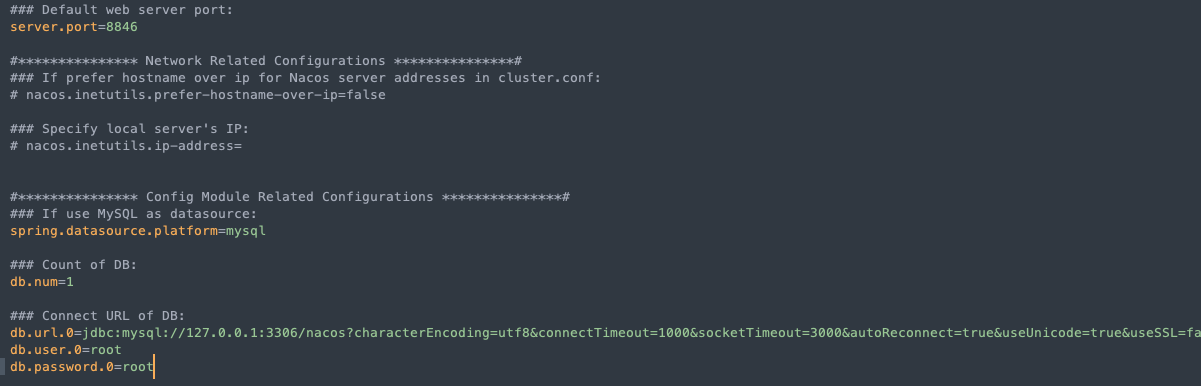 ### Default web server port:
server.port=8846
#*************** Network Related Configurations ***************#
### If prefer hostname over ip for Nacos server addresses in cluster.conf:
# nacos.inetutils.prefer-hostname-over-ip=false
### Specify local server's IP:
# nacos.inetutils.ip-address=
#*************** Config Module Related Configurations ***************#
### If use MySQL as datasource:
spring.datasource.platform=mysql
### Count of DB:
db.num=1
### Connect URL of DB:
db.url.0=jdbc:mysql://127.0.0.1:3306/nacos?characterEncoding=utf8&connectTimeout=1000&socketTimeout=3000&autoReconnect=true&useUnicode=true&useSSL=fa
db.user.0=root
db.password.0=root